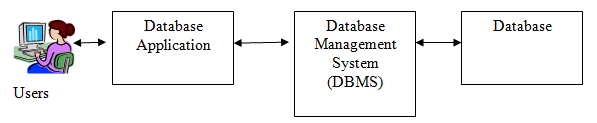 Users
Database
Application
Database
Management
System
(DBMS)
Database